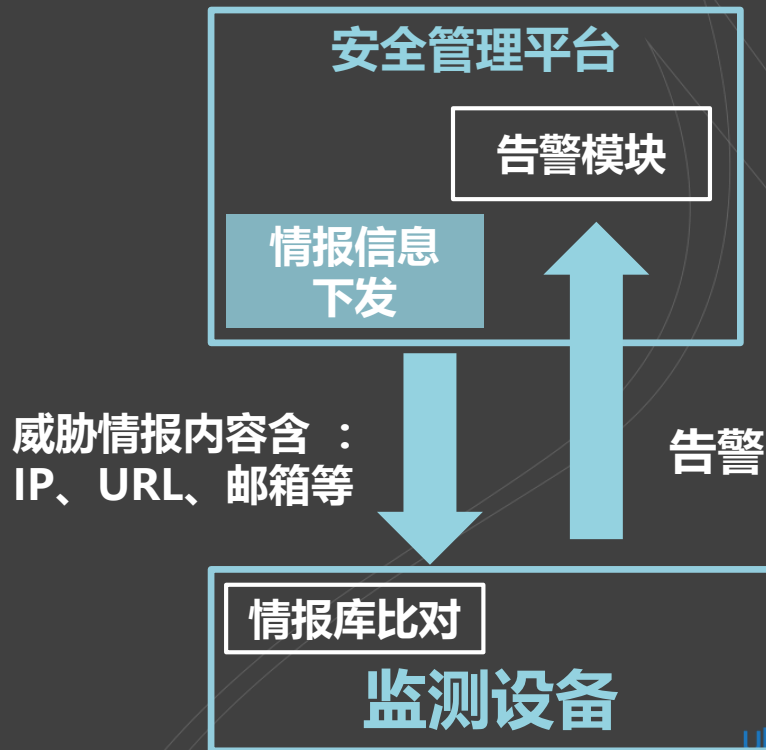 安全管理平台
告警模块
情报信息
下发
威胁情报内容含 ：
IP、URL、邮箱等
告警
情报库比对
监测设备